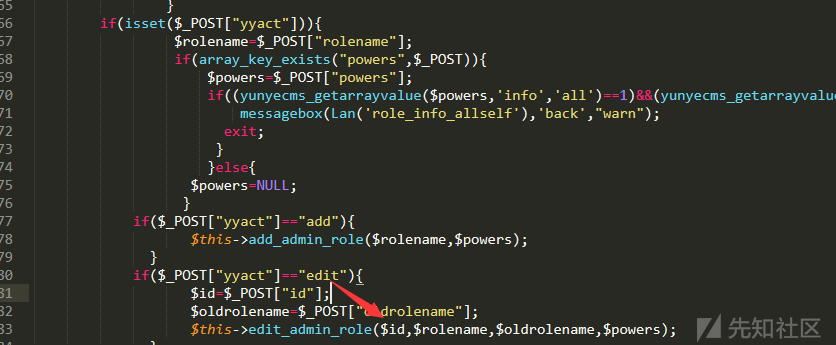 65 }
66 if(isset($_POST["yyact"])){
67 $rolename=$_POST["rolename"];
68 if(array_key_exists("powers",$_POST)){
69 $powers=$_POST["powers"];
70 if((yunyecms_getarrayvalue($powers,'info','all')==1)&&(yunyecms_getarrayvalue
71 messagebox(Lan('role_info_allself'),'back',"warn");
72 exit;
73 }
74 }else{
75 $powers=NULL;
76 }
77 if($_POST["yyact"]=="add"){
78 $this->add_admin_role($rolename,$powers);
79 }
80 if($_POST["yyact"]=="edit"){
81 $id=$_POST["id"];
82 $oldrolename=$_POST["oldrolename"];
83 $this->edit_admin_role($id,$rolename,$oldrolename,$powers);
84 }
先知社区